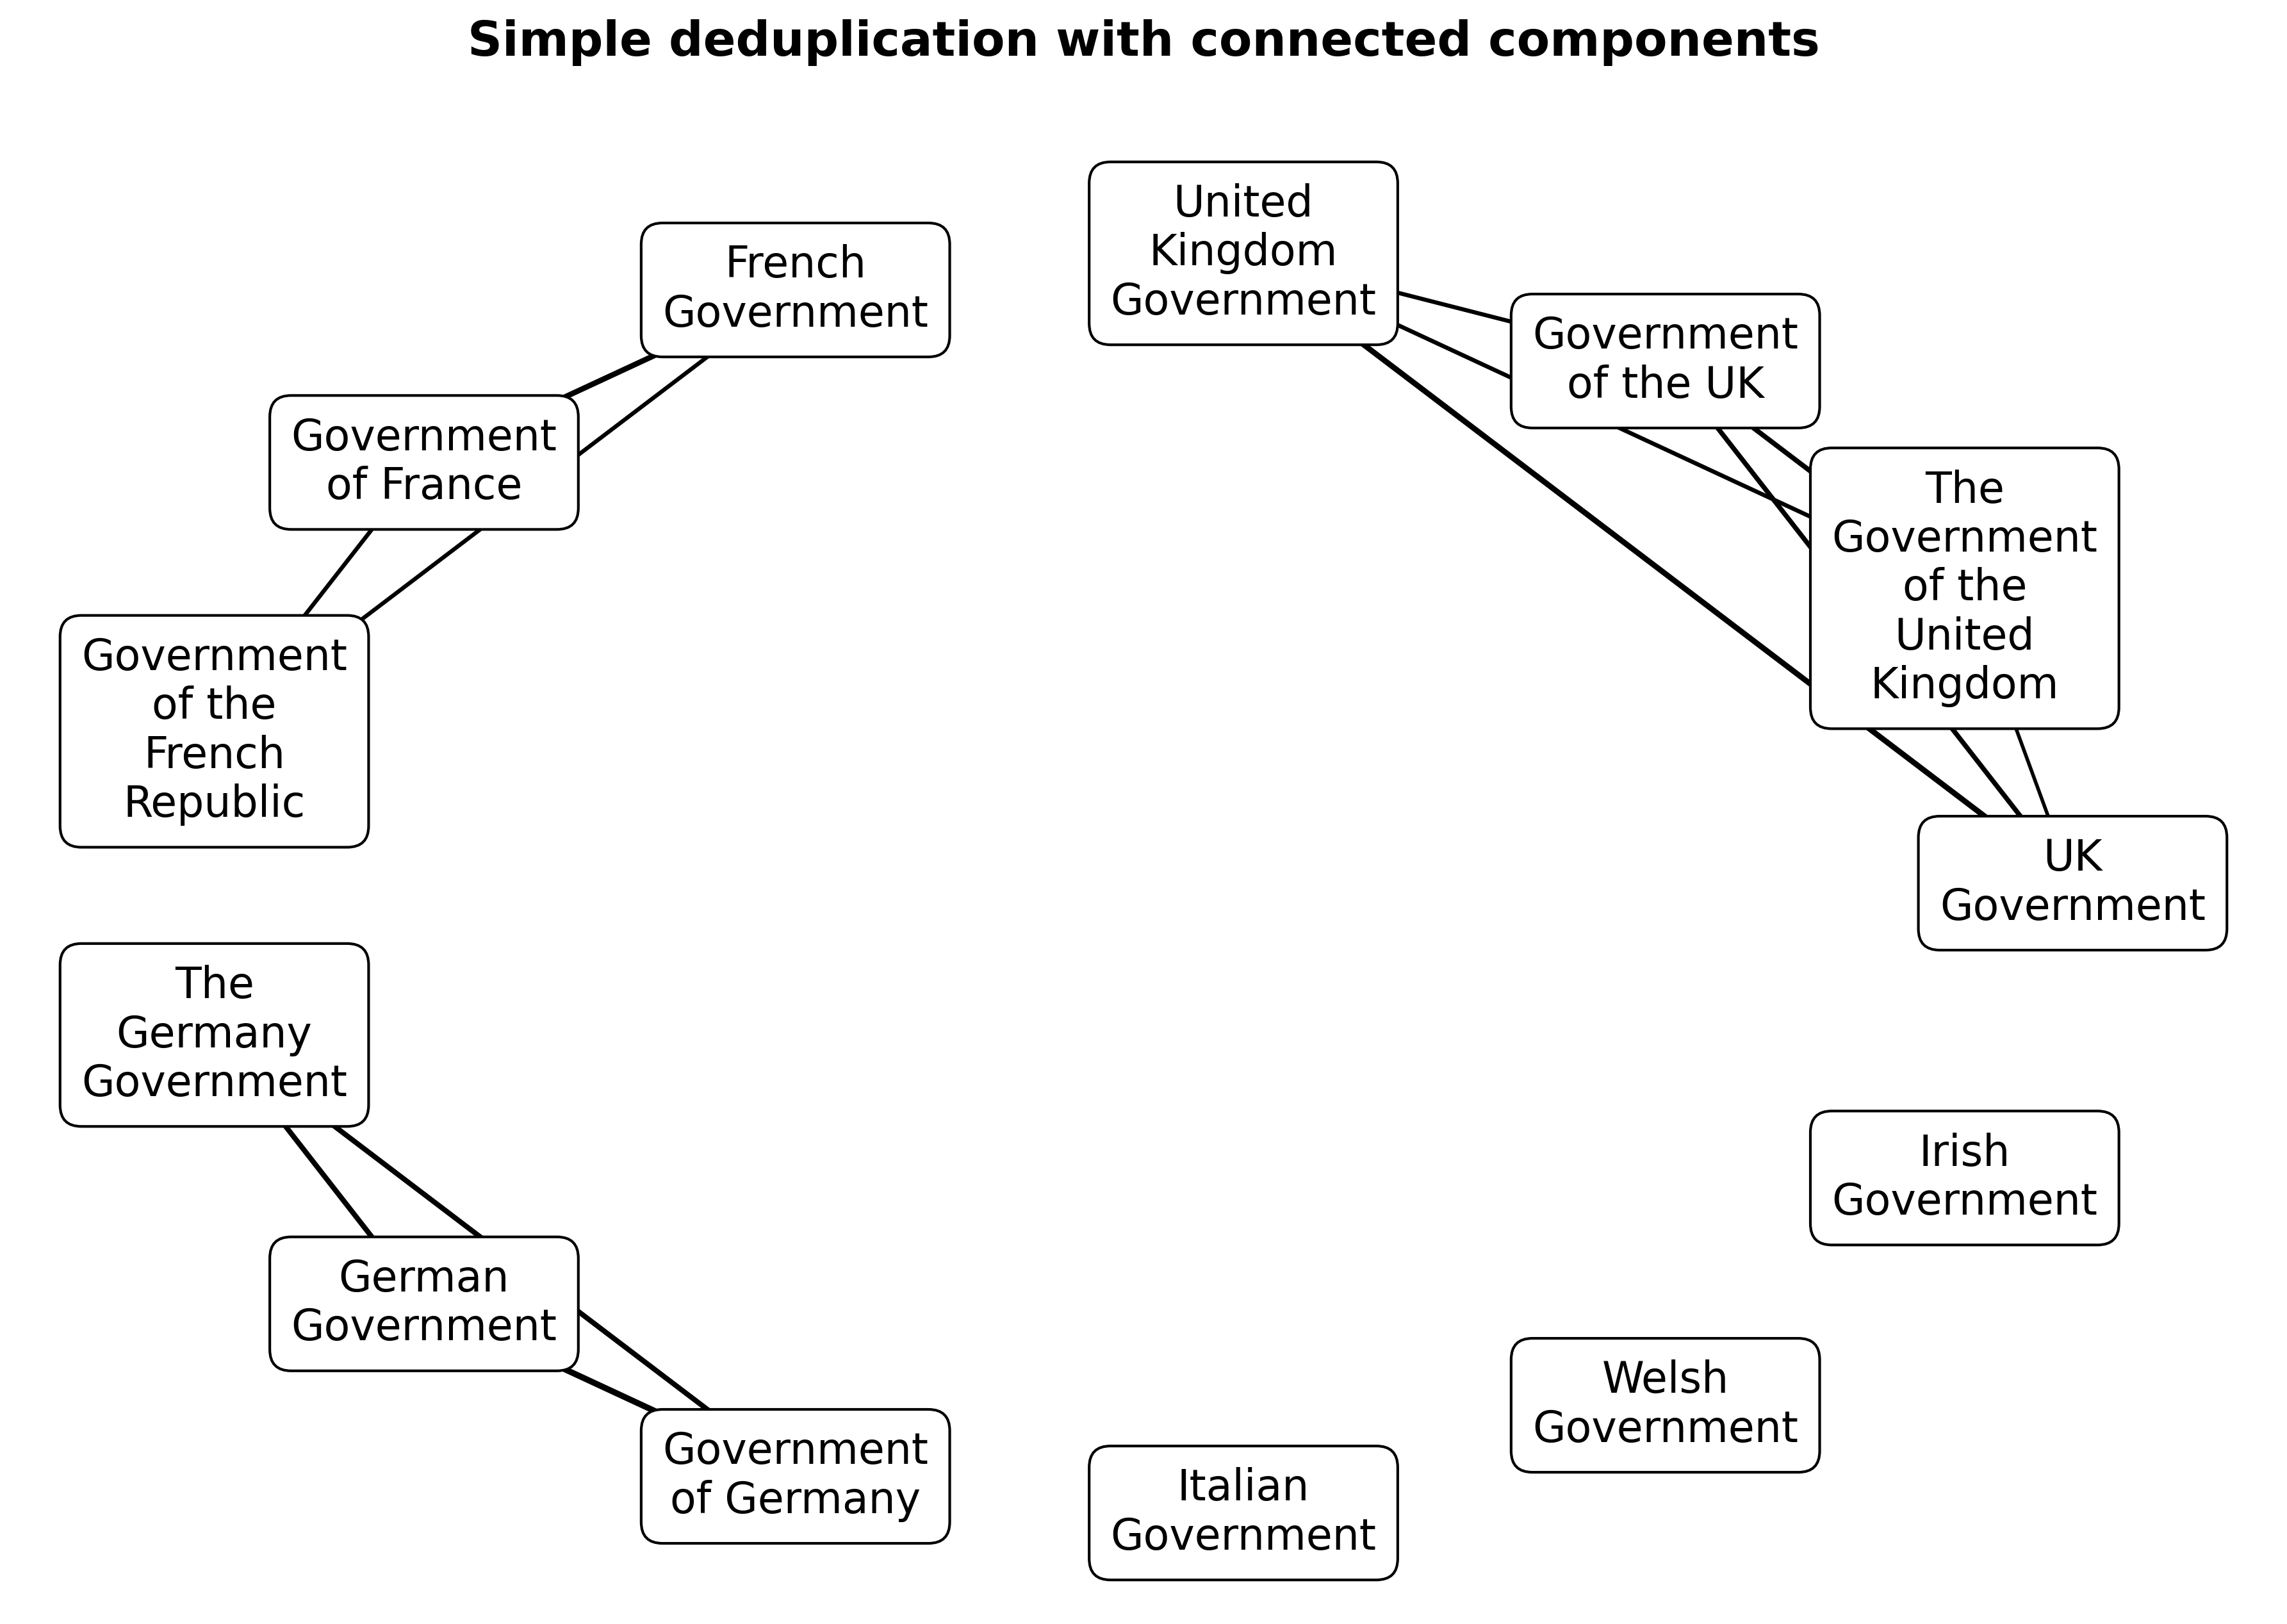 Simple deduplication with connected components
United
Kingdom
Government
French
Government
Government
of the UK
Government
of France
The
Government
of the
United
Kingdom
Government
of the
French
Republic
UK
Government
The
Germany
Government
Irish
Government
German
Government
Welsh
Government
Government
of Germany
Italian
Government